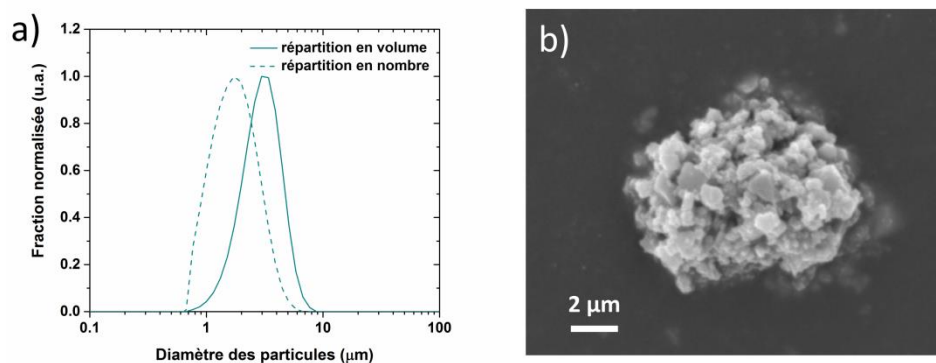 a)
1.2
1.0
0.8
0.6
0.4
0.2
0.0
Fraction normalisée (u.a.)
répartition en volume
répartition en nombre
0.1
1
10
100
Diamètre des particules (μm)
b)
2 μm